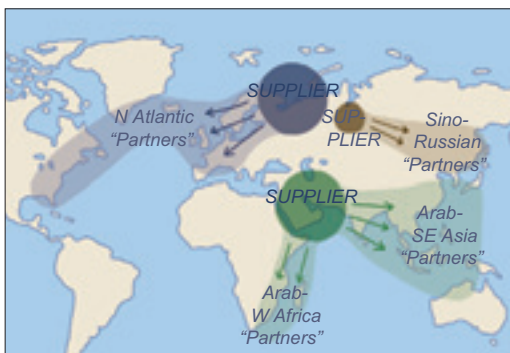 SUPPLIER
N Atlantic
“Partners”
SUP-
PLIER
Sino-
Russian
“Partners”
SUPPLIER
Arab-
SE Asia
“Partners”
Arab-
W Africa
“Partners”